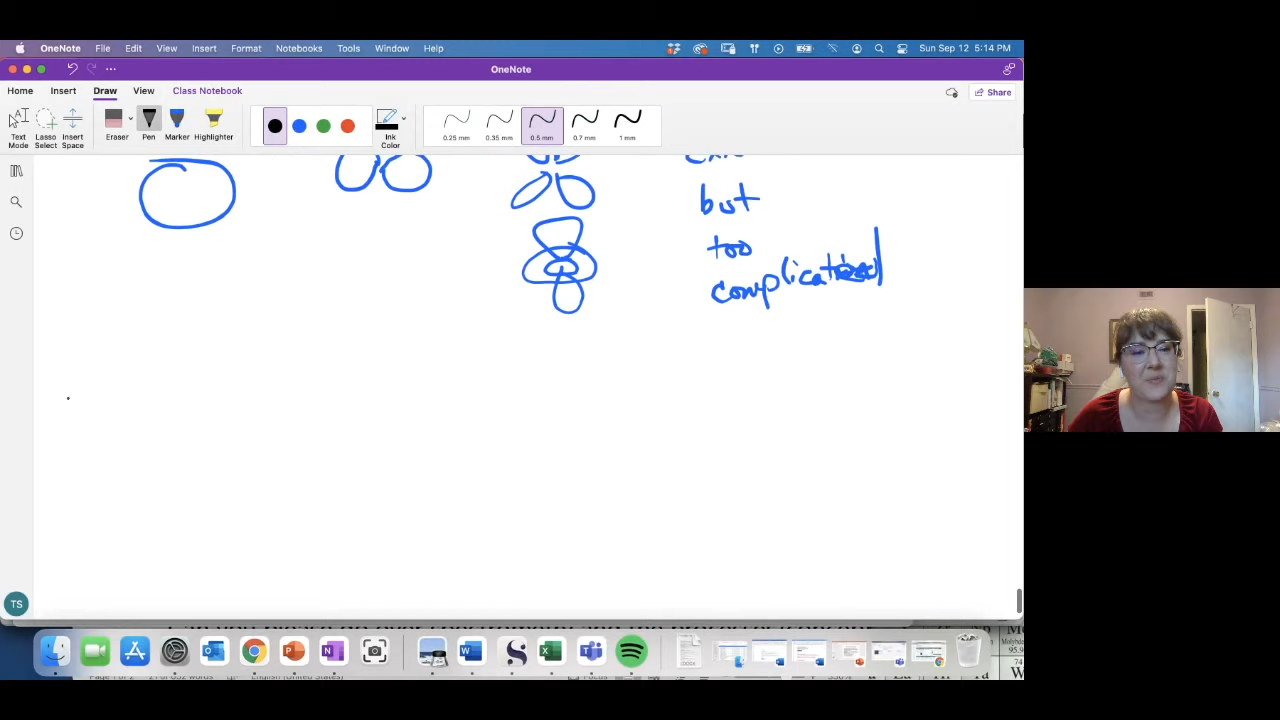 OneNote File Edit View Insert Format Notebooks Tools Window Help Sun Sep 12 5:14 PM
OneNote
Home Insert Draw View Class Notebook Share
Text Mode Lasso Select Insert Space Eraser Pen Marker Highlighter Ink Color 0.25 mm 0.35 mm 0.5 mm 0.7 mm 1 mm
but
too
complicated
TS